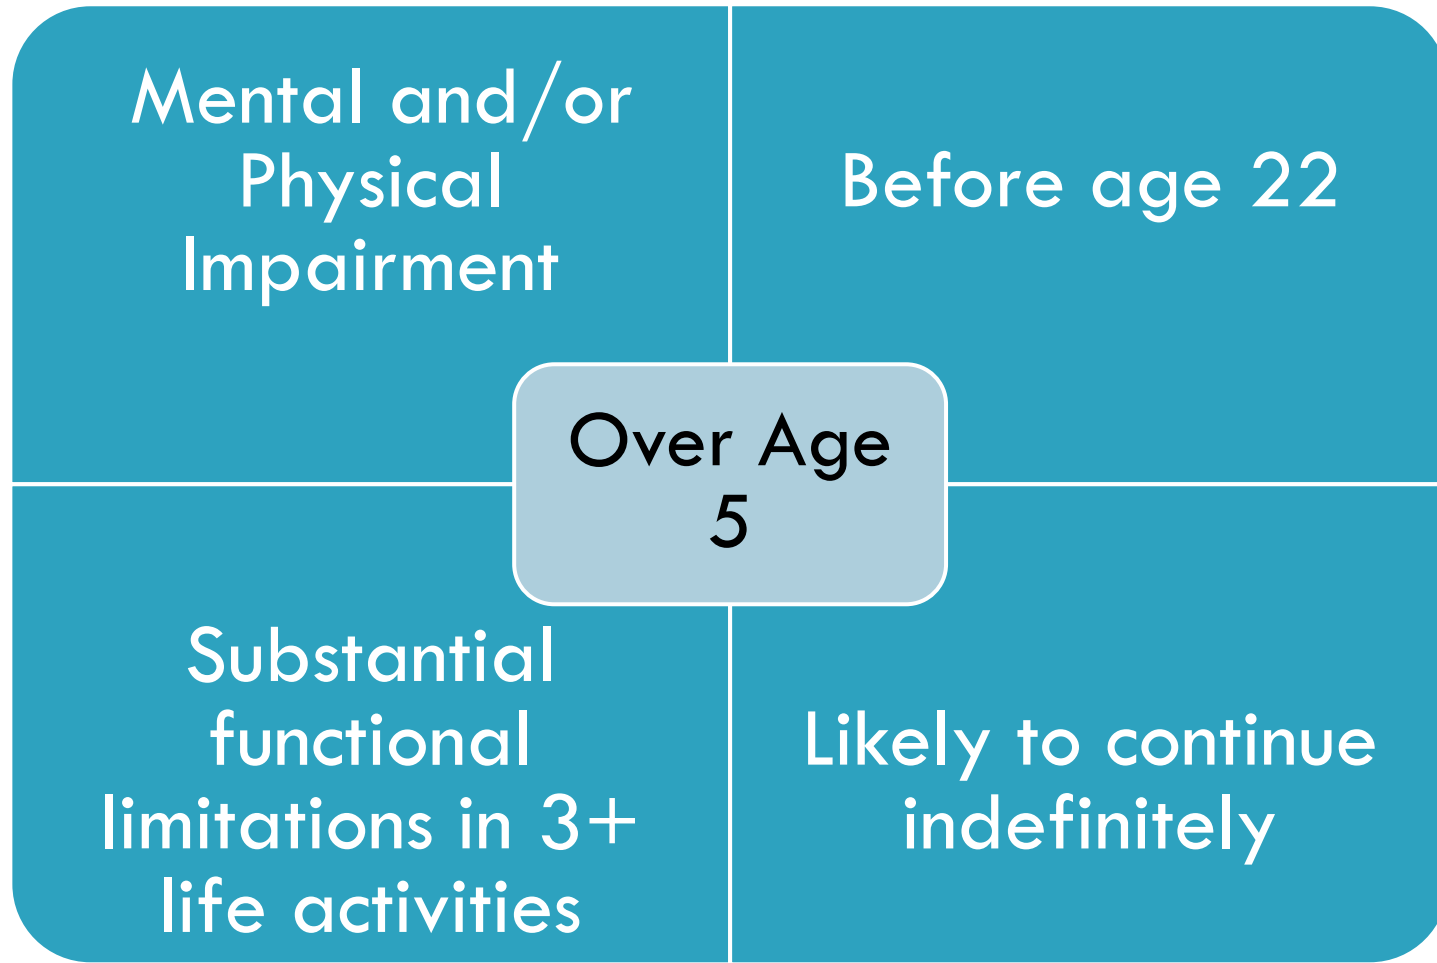 Mental and/or
Physical
Impairment
Before age 22
Over Age
5
Substantial
functional
limitations in 3+
life activities
Likely to continue
indefinitely